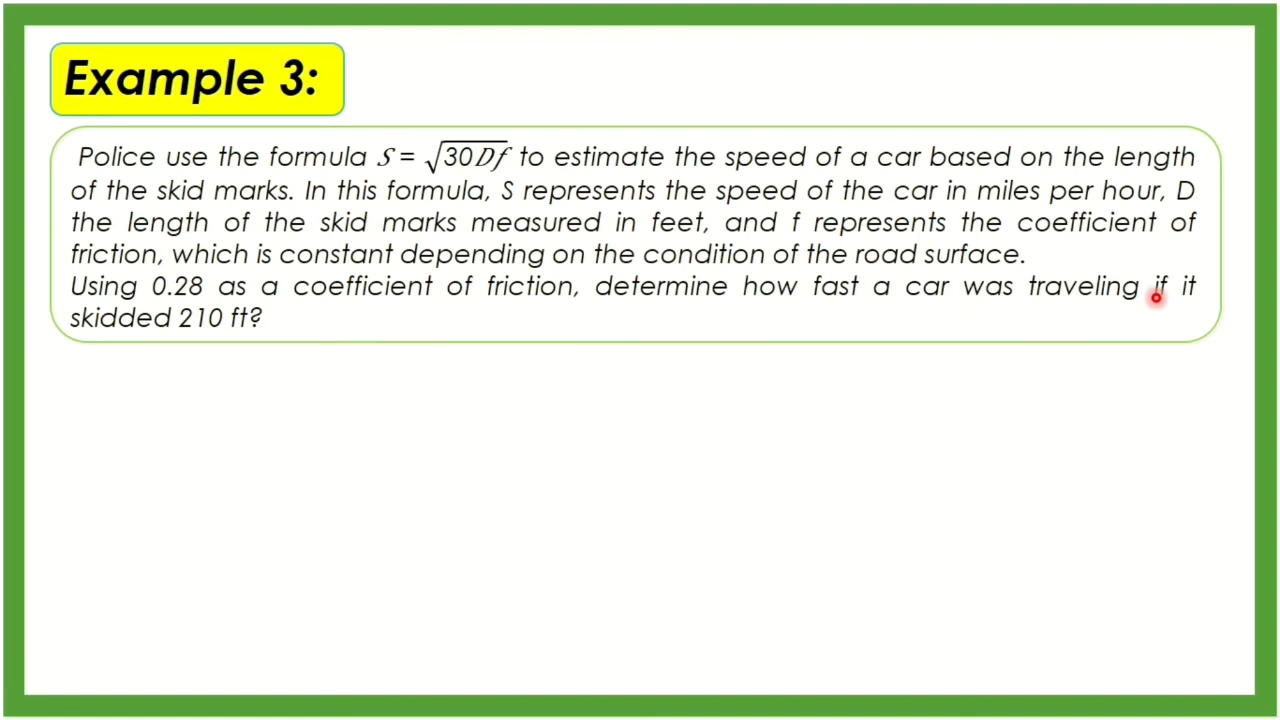 Example 3:
Police use the formula S = √30Df to estimate the speed of a car based on the length
of the skid marks. In this formula, S represents the speed of the car in miles per hour, D
the length of the skid marks measured in feet, and f represents the coefficient of
friction, which is constant depending on the condition of the road surface.
Using 0.28 as a coefficient of friction, determine how fast a car was traveling if it
skidded 210 ft?